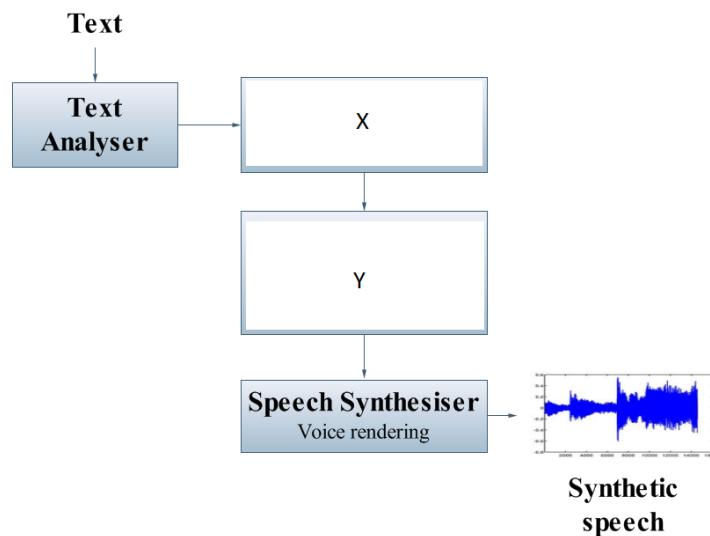 Text
Text
Analyser
X
Y
Speech Synthesiser
Voice rendering
Synthetic
speech